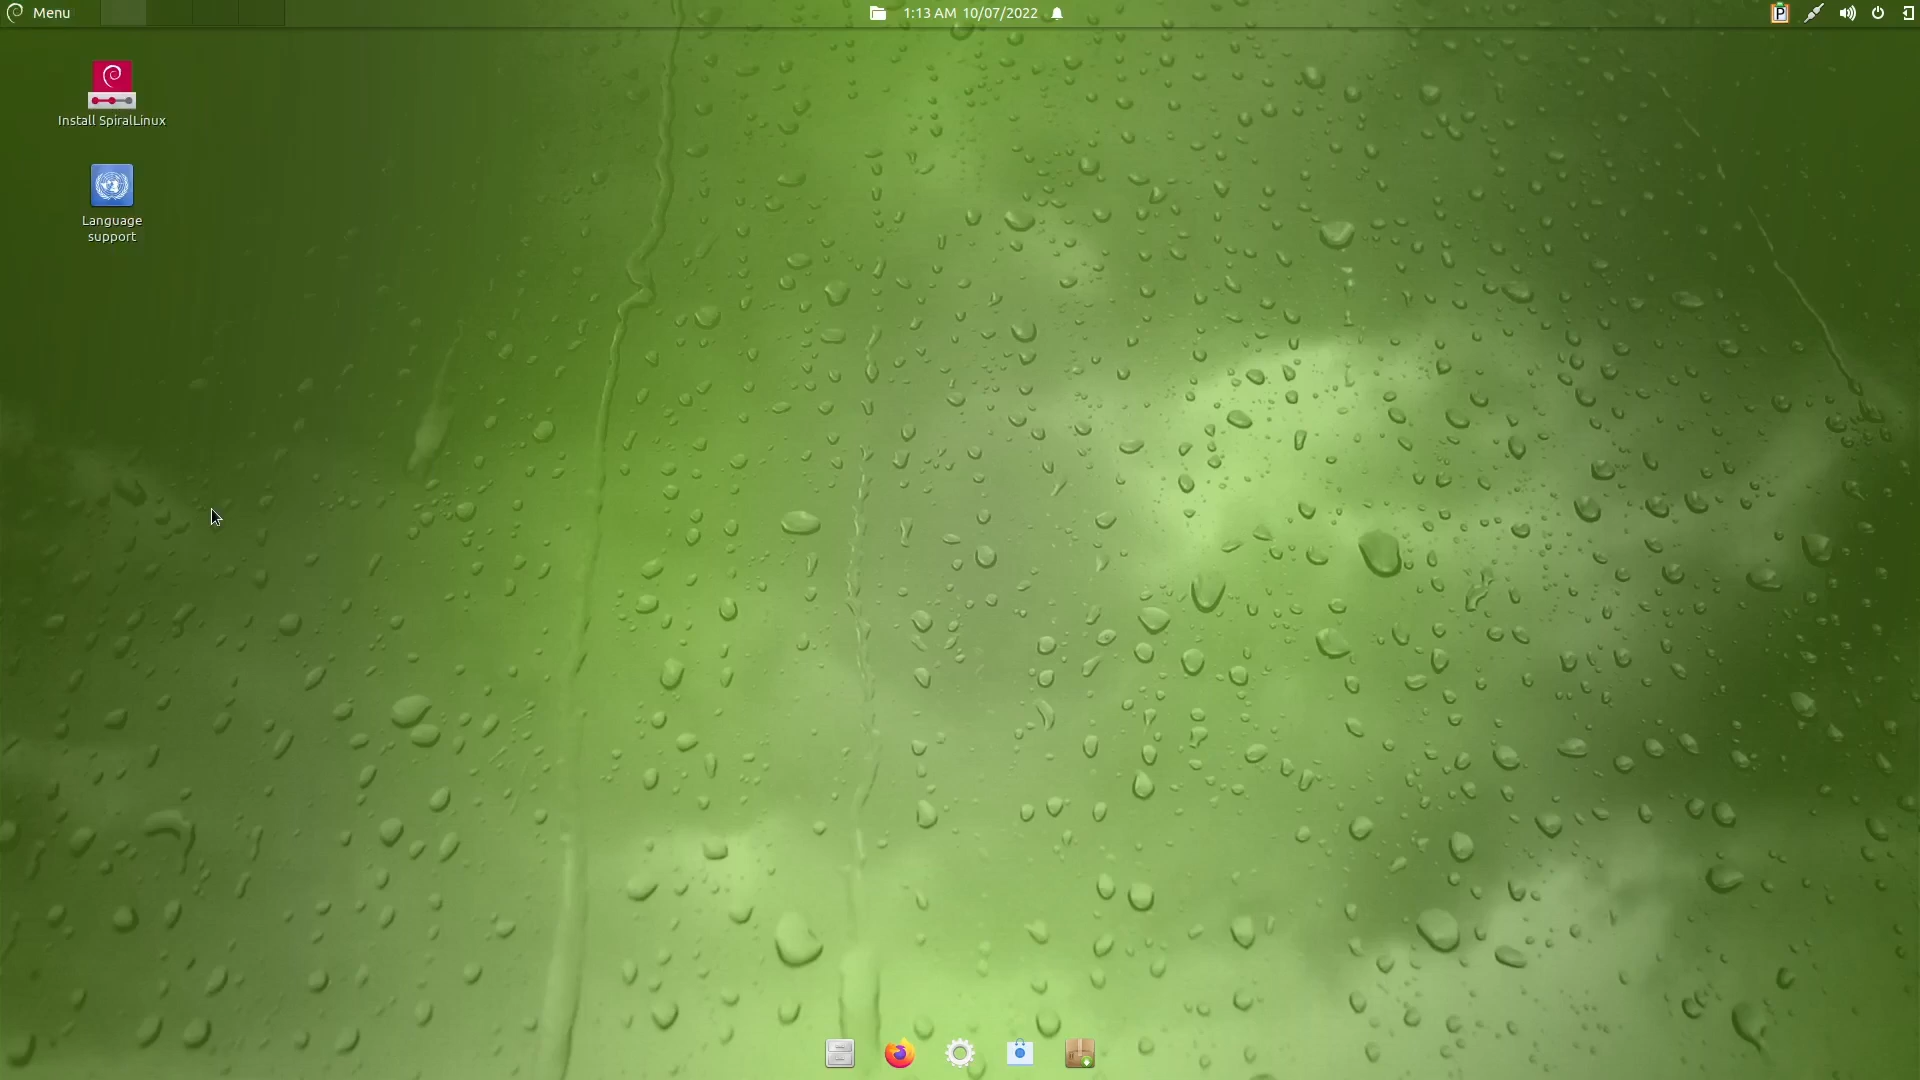 Menu
1:13 AM 10/07/2022
P
Install SpiralLinux
Language
support